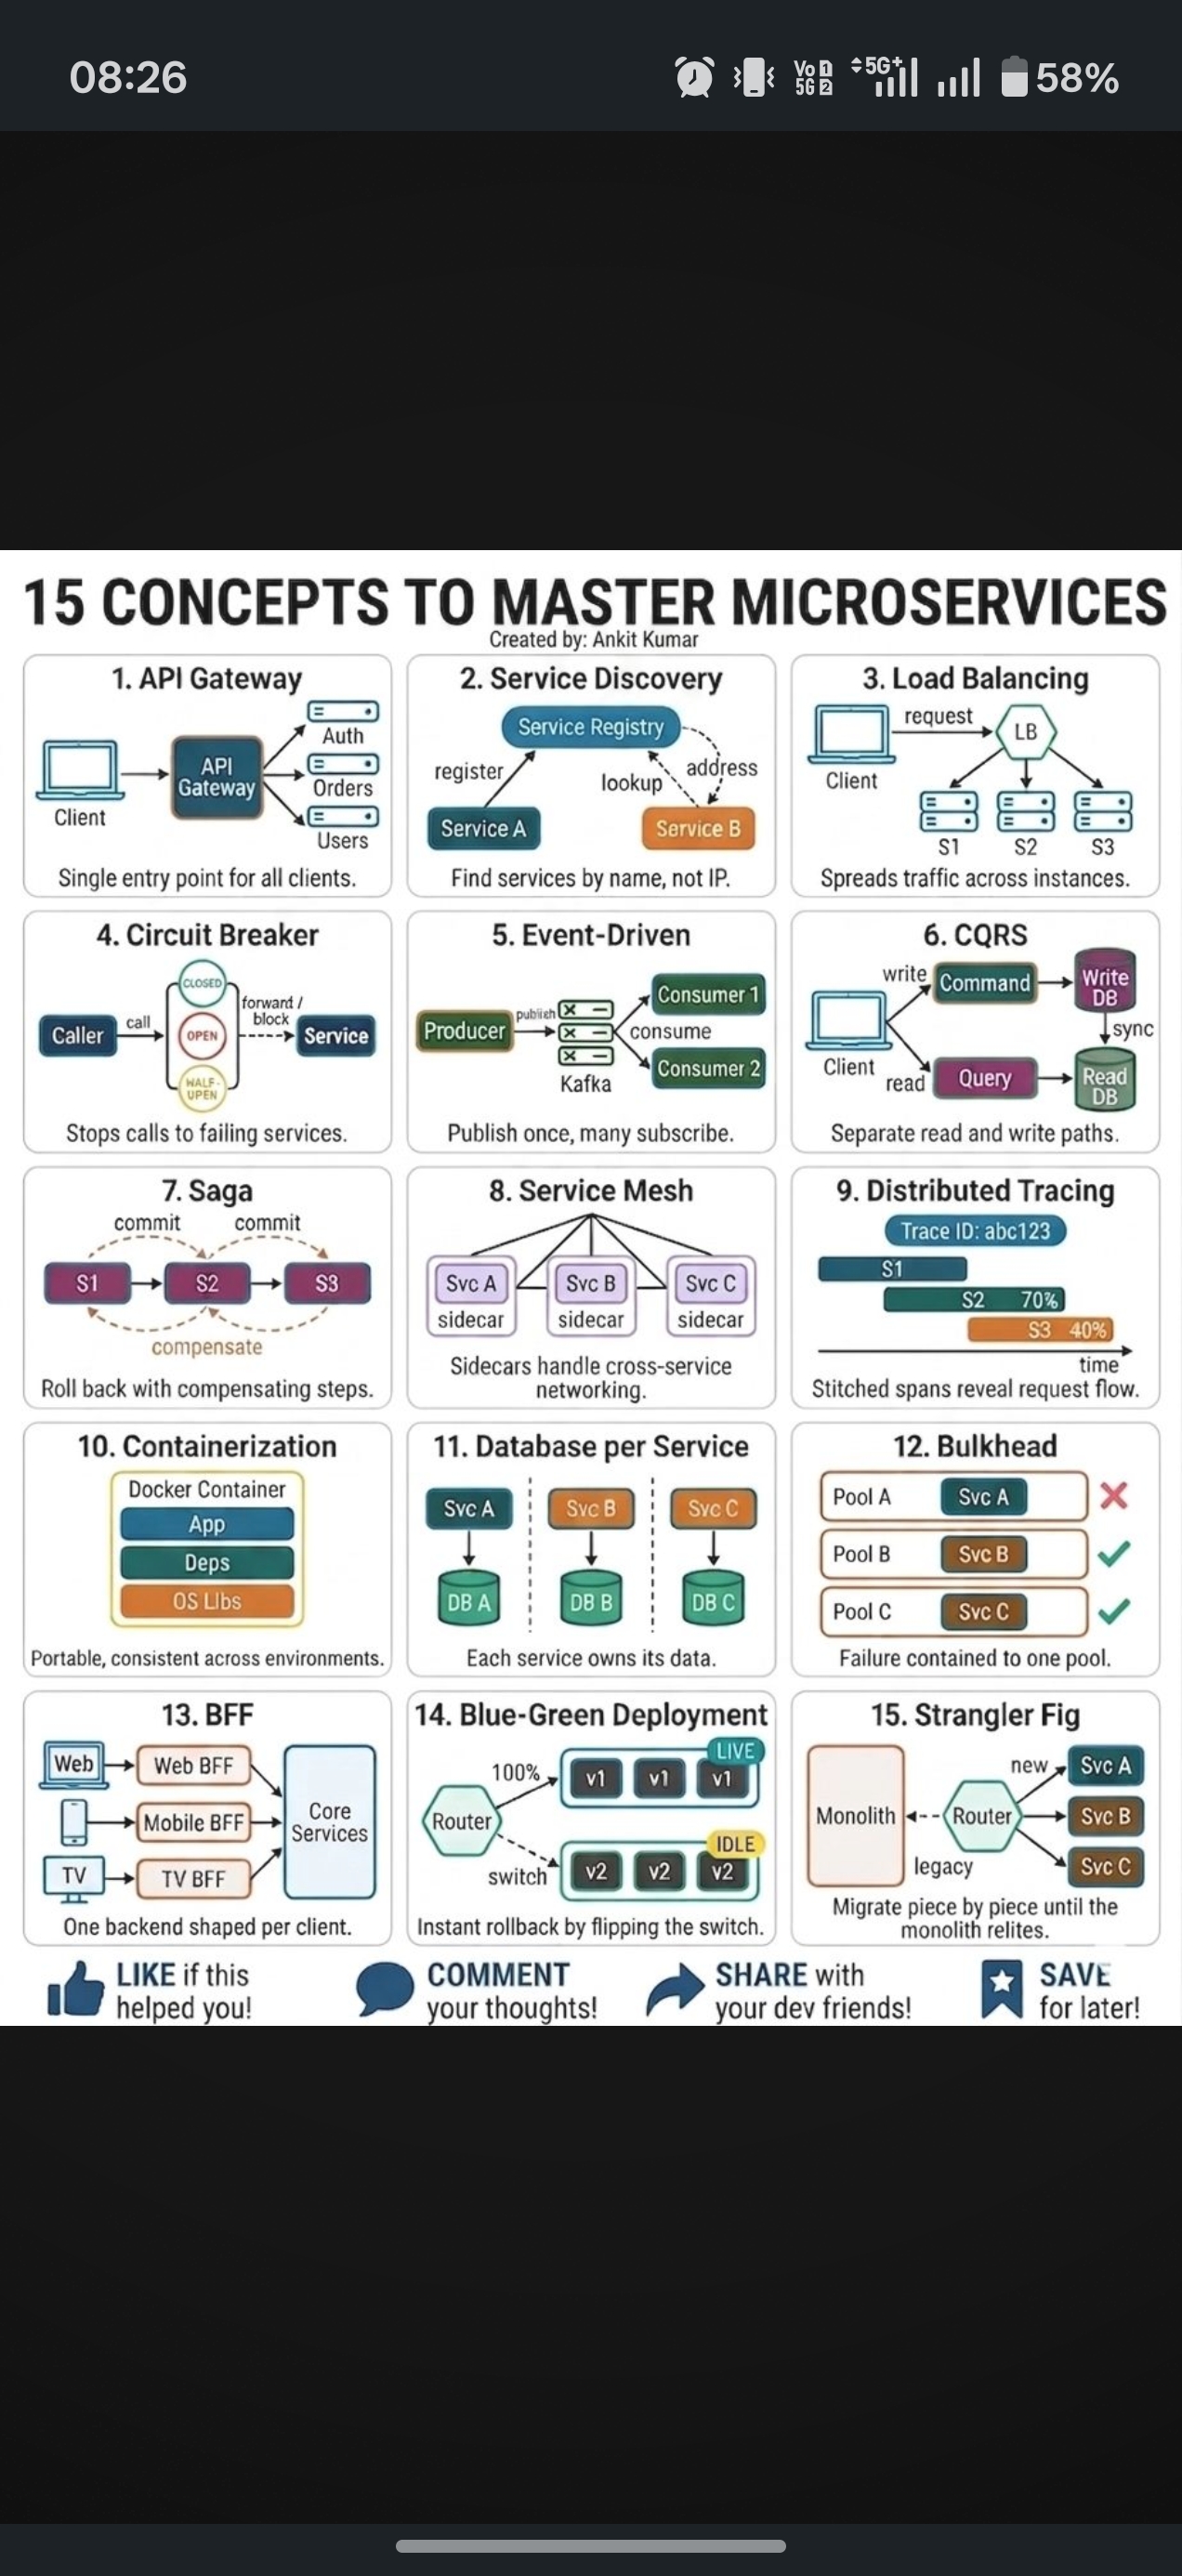 08:26
Vo 1
5G 2
5G+
58%
15 CONCEPTS TO MASTER MICROSERVICES
Created by: Ankit Kumar
1. API Gateway
Client
API
Gateway
Auth
Orders
Users
Single entry point for all clients.
2. Service Discovery
Service Registry
register
lookup
address
Service A
Service B
Find services by name, not IP.
3. Load Balancing
request
LB
Client
S1
S2
S3
Spreads traffic across instances.
4. Circuit Breaker
CLOSED
Caller
call
OPEN
forward /
block
Service
WALF-
UPEN
Stops calls to failing services.
5. Event-Driven
Producer
publish
Kafka
Consumer 1
consume
Consumer 2
Publish once, many subscribe.
6. CQRS
write
Command
Write
DB
sync
Client
read
Query
Read
DB
Separate read and write paths.
7. Saga
commit
commit
S1
S2
S3
compensate
Roll back with compensating steps.
8. Service Mesh
Svc A
Svc B
Svc C
sidecar
sidecar
sidecar
Sidecars handle cross-service
networking.
9. Distributed Tracing
Trace ID: abc123
S1
S2 70%
S3 40%
time
Stitched spans reveal request flow.
10. Containerization
Docker Container
App
Deps
OS LIbs
Portable, consistent across environments.
11. Database per Service
Svc A
Svc B
Svc C
DB A
DB B
DB C
Each service owns its data.
12. Bulkhead
Pool A
Svc A
Pool B
Svc B
Pool C
Svc C
Failure contained to one pool.
13. BFF
Web
Web BFF
Mobile BFF
TV
TV BFF
Core
Services
One backend shaped per client.
14. Blue-Green Deployment
LIVE
100%
v1
v1
v1
Router
IDLE
switch
v2
v2
v2
Instant rollback by flipping the switch.
15. Strangler Fig
new
Svc A
Monolith
Router
Svc B
legacy
Svc C
Migrate piece by piece until the
monolith relites.
LIKE if this
helped you!
COMMENT
your thoughts!
SHARE with
your dev friends!
SAVE
for later!